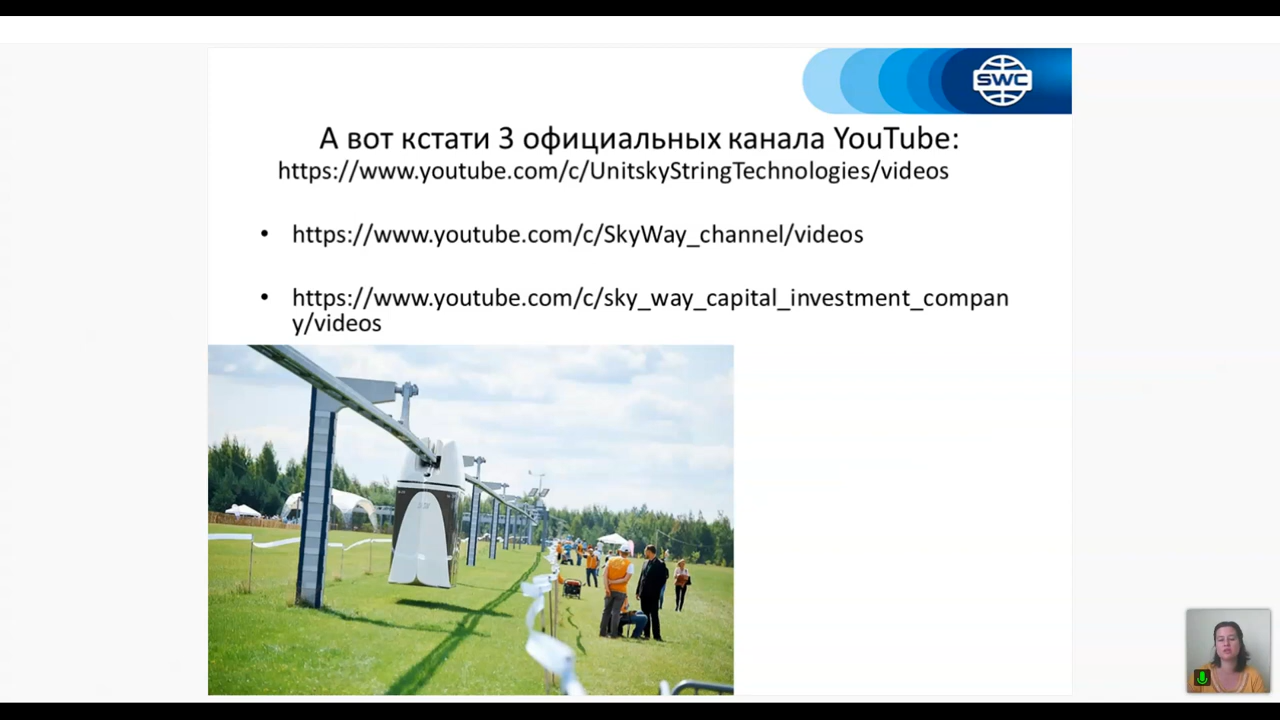 SWC
А вот кстати 3 официальных канала YouTube:
https://www.youtube.com/c/UnitskyStringTechnologies/videos
• https://www.youtube.com/c/SkyWay_channel/videos
• https://www.youtube.com/c/sky_way_capital_investment_compan
y/videos